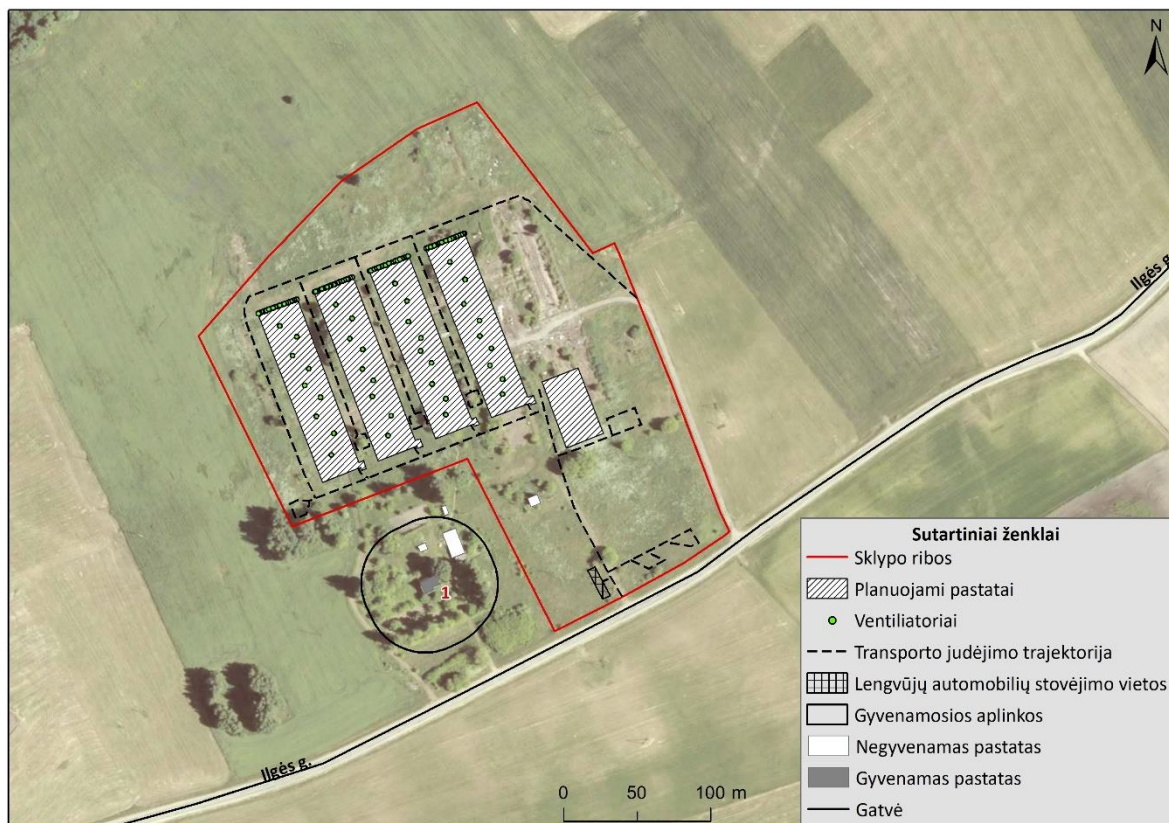 N
Ilgės g.
1
Ilgės g.
0 50 100 m
Sutartiniai ženklai
Sklypo ribos
Planuojami pastatai
Ventiliatoriai
Transporto judėjimo trajektorija
Lengvūjų automobilių stovėjimo vietos
Gyvenamosios aplinkos
Negyvenamas pastatas
Gyvenamas pastatas
Gatvė